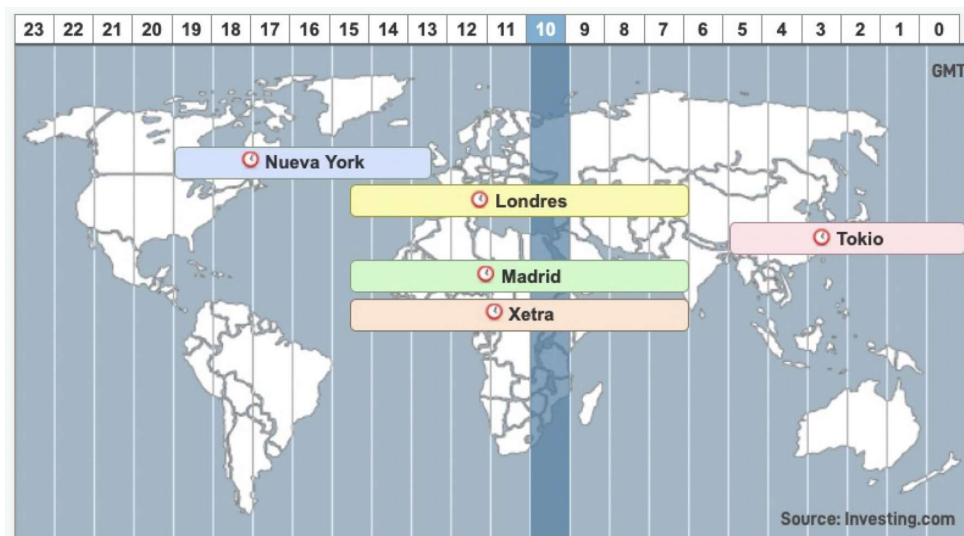 23 22 21 20 19 18 17 16 15 14 13 12 11 10 9 8 7 6 5 4 3 2 1 0
GMT
Nueva York
Londres
Tokio
Madrid
Xetra
Source: Investing.com